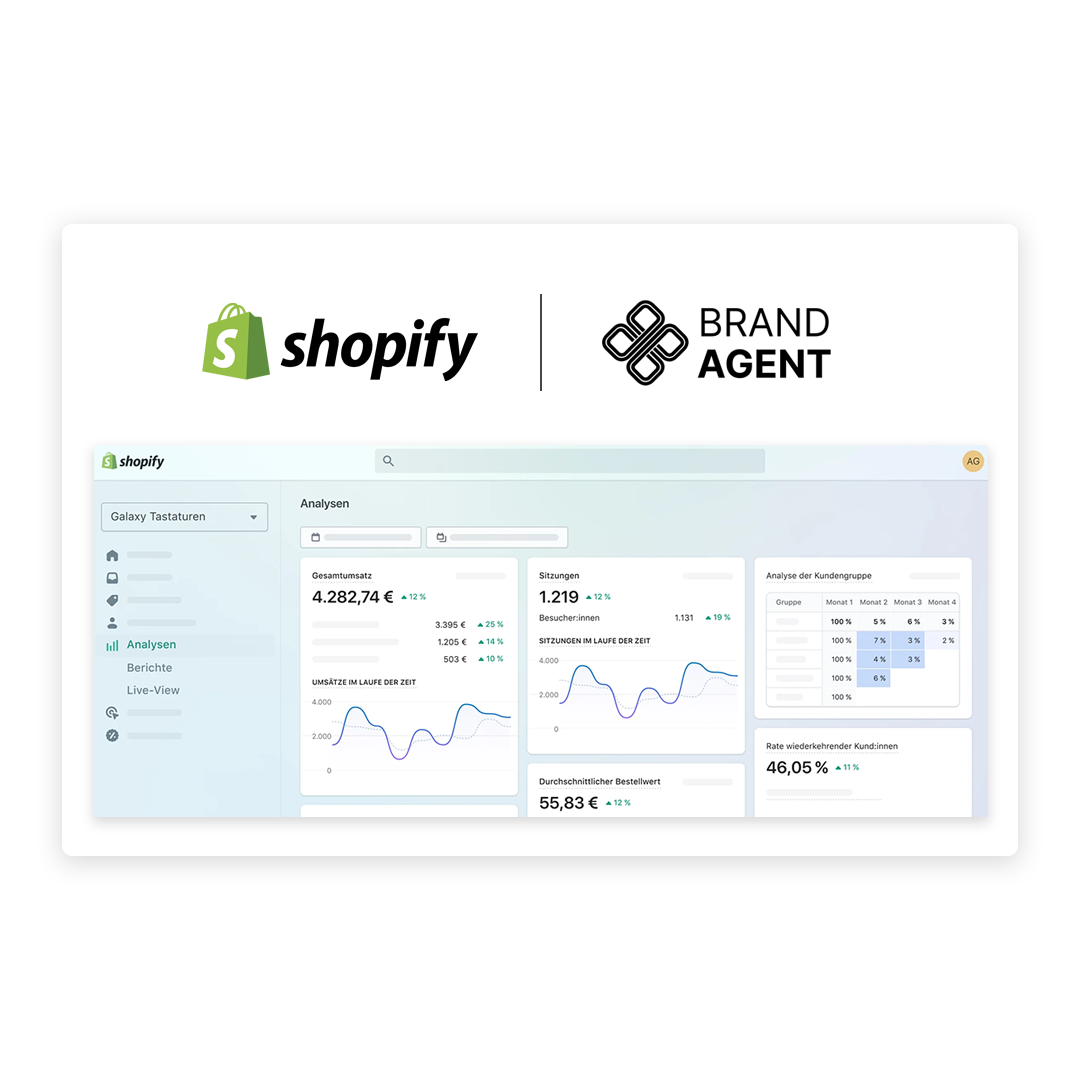 shopify
BRAND
AGENT
shopify
AG
Galaxy Tastaturen
Analysen
Berichte
Live-View
Analysen
Gesamtumsatz
4.282,74 € 12 %
3.395 € 25 %
1.205 € 14 %
503 € 10 %
UMSÄTZE IM LAUFE DER ZEIT
4.000
2.000
0
Sitzungen
1.219 12 %
Besucher:innen 1.131 19 %
SITZUNGEN IM LAUFE DER ZEIT
4.000
2.000
0
Durchschnittlicher Bestellwert
55,83 € 12 %
Analyse der Kundengruppe
Gruppe Monat 1 Monat 2 Monat 3 Monat 4
100 % 5 % 6 % 3 %
100 % 7 % 3 % 2 %
100 % 4 % 3 %
100 % 6 %
100 %
Rate wiederkehrender Kund:innen
46,05 % 11 %